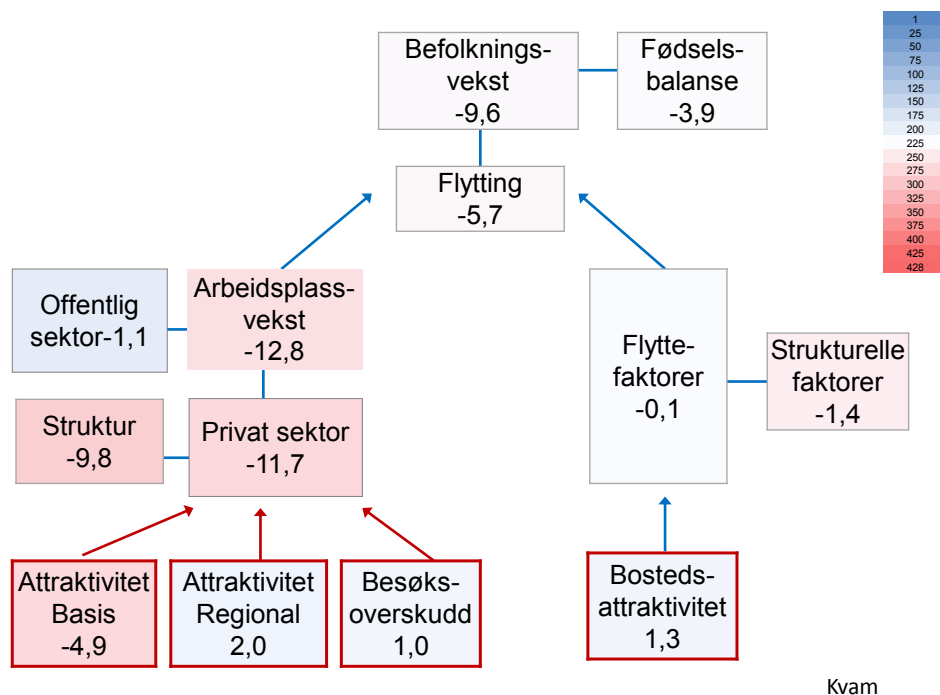 Befolknings-
vekst
-9,6
Fødsels-
balanse
-3,9
Flytting
-5,7
Offentlig
sektor-1,1
Arbeidsplass-
vekst
-12,8
Flytte-
faktorer
-0,1
Strukturelle
faktorer
-1,4
Struktur
-9,8
Privat sektor
-11,7
Attraktivitet
Basis
-4,9
Attraktivitet
Regional
2,0
Besøks-
overskudd
1,0
Bosteds-
attraktivitet
1,3
1
25
50
75
100
125
150
175
200
225
250
275
300
325
350
375
400
425
428
Kvam